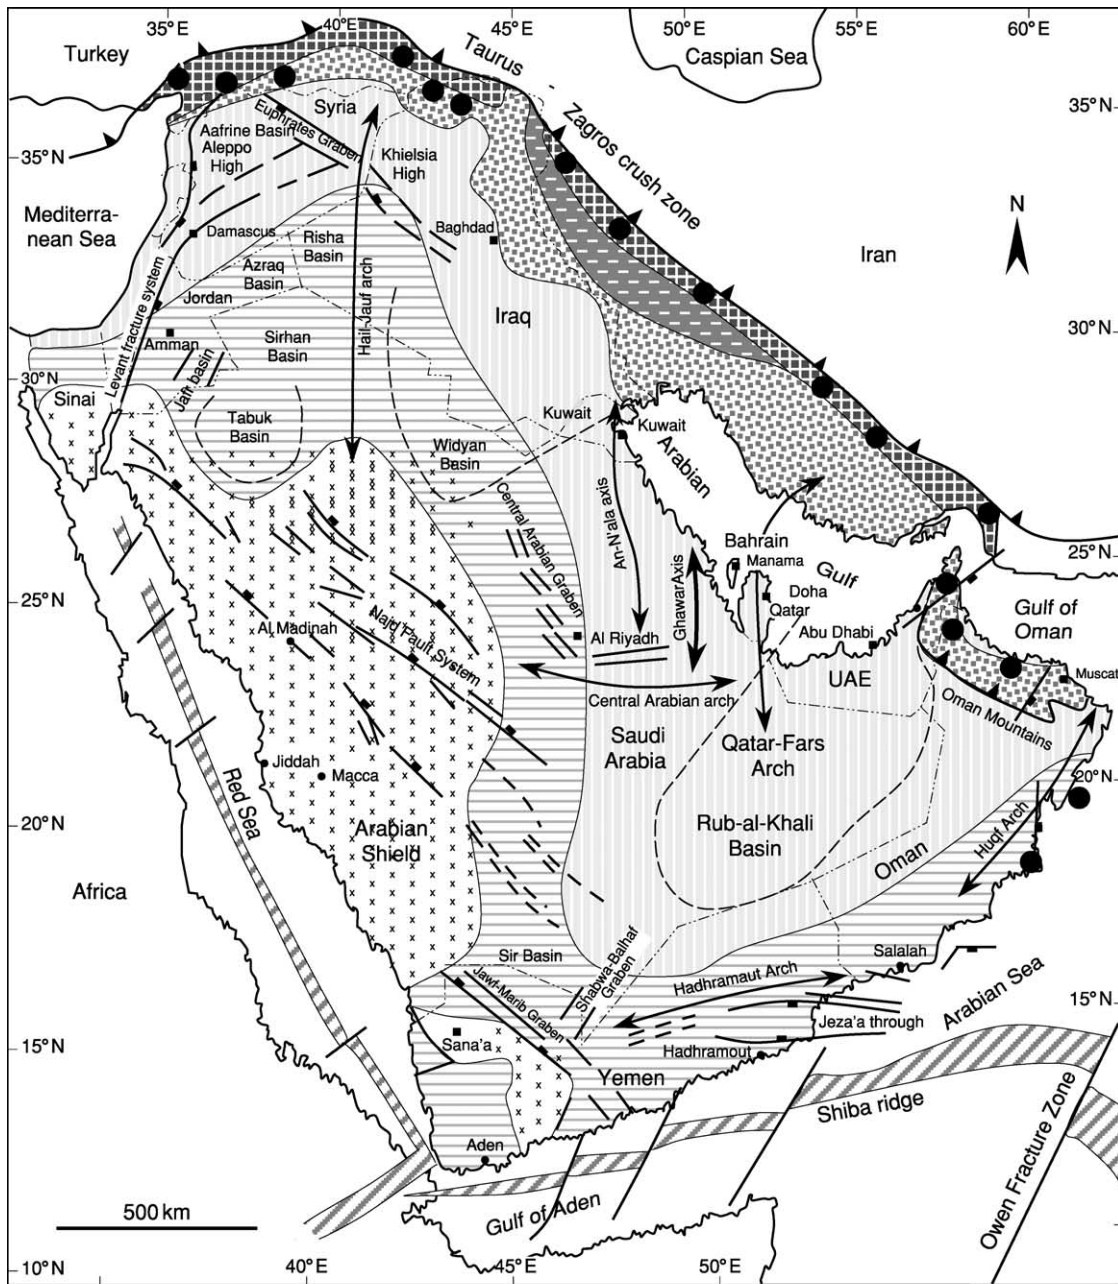 35°E
40°E
45°E
50°E
55°E
60°E
Turkey
Taurus - Zagros crush zone
Caspian Sea
35°N
35°N
Syria
Euphrates Graben
Aafrine Basin
Aleppo
High
Khielsia
High
Mediterra-
nean Sea
Damascus
Risha
Basin
Baghdad
N
Iran
Azraq
Basin
Jordan
Levant fracture system
Hail-Jauf arch
Iraq
Amman
Sirhan
Basin
30°N
30°N
Jafr basin
Sinai
Tabuk
Basin
Kuwait
Kuwait
Widyan
Basin
Arabian
Gulf
Central Arabian Graben
An-N'ala axis
GhawarAxis
Bahrain
Manama
25°N
25°N
Doha
Qatar
Gulf of
Oman
Al Madinah
Najd Fault System
Al Riyadh
Abu Dhabi
UAE
Muscat
Central Arabian arch
Oman Mountains
Saudi
Arabia
Qatar-Fars
Arch
Jiddah
Macca
20°N
20°N
Red Sea
Arabian
Shield
Rub-al-Khali
Basin
Huqf Arch
Oman
Africa
Sir Basin
Shabwa-Balhaf
Graben
Salalah
Hadhramaut Arch
Jawf-Marib Graben
Arabian Sea
15°N
15°N
Jeza'a through
Sana'a
Hadhramout
Yemen
Shiba ridge
Aden
Owen Fracture Zone
500 km
Gulf of Aden
10°N
40°E
45°E
50°E